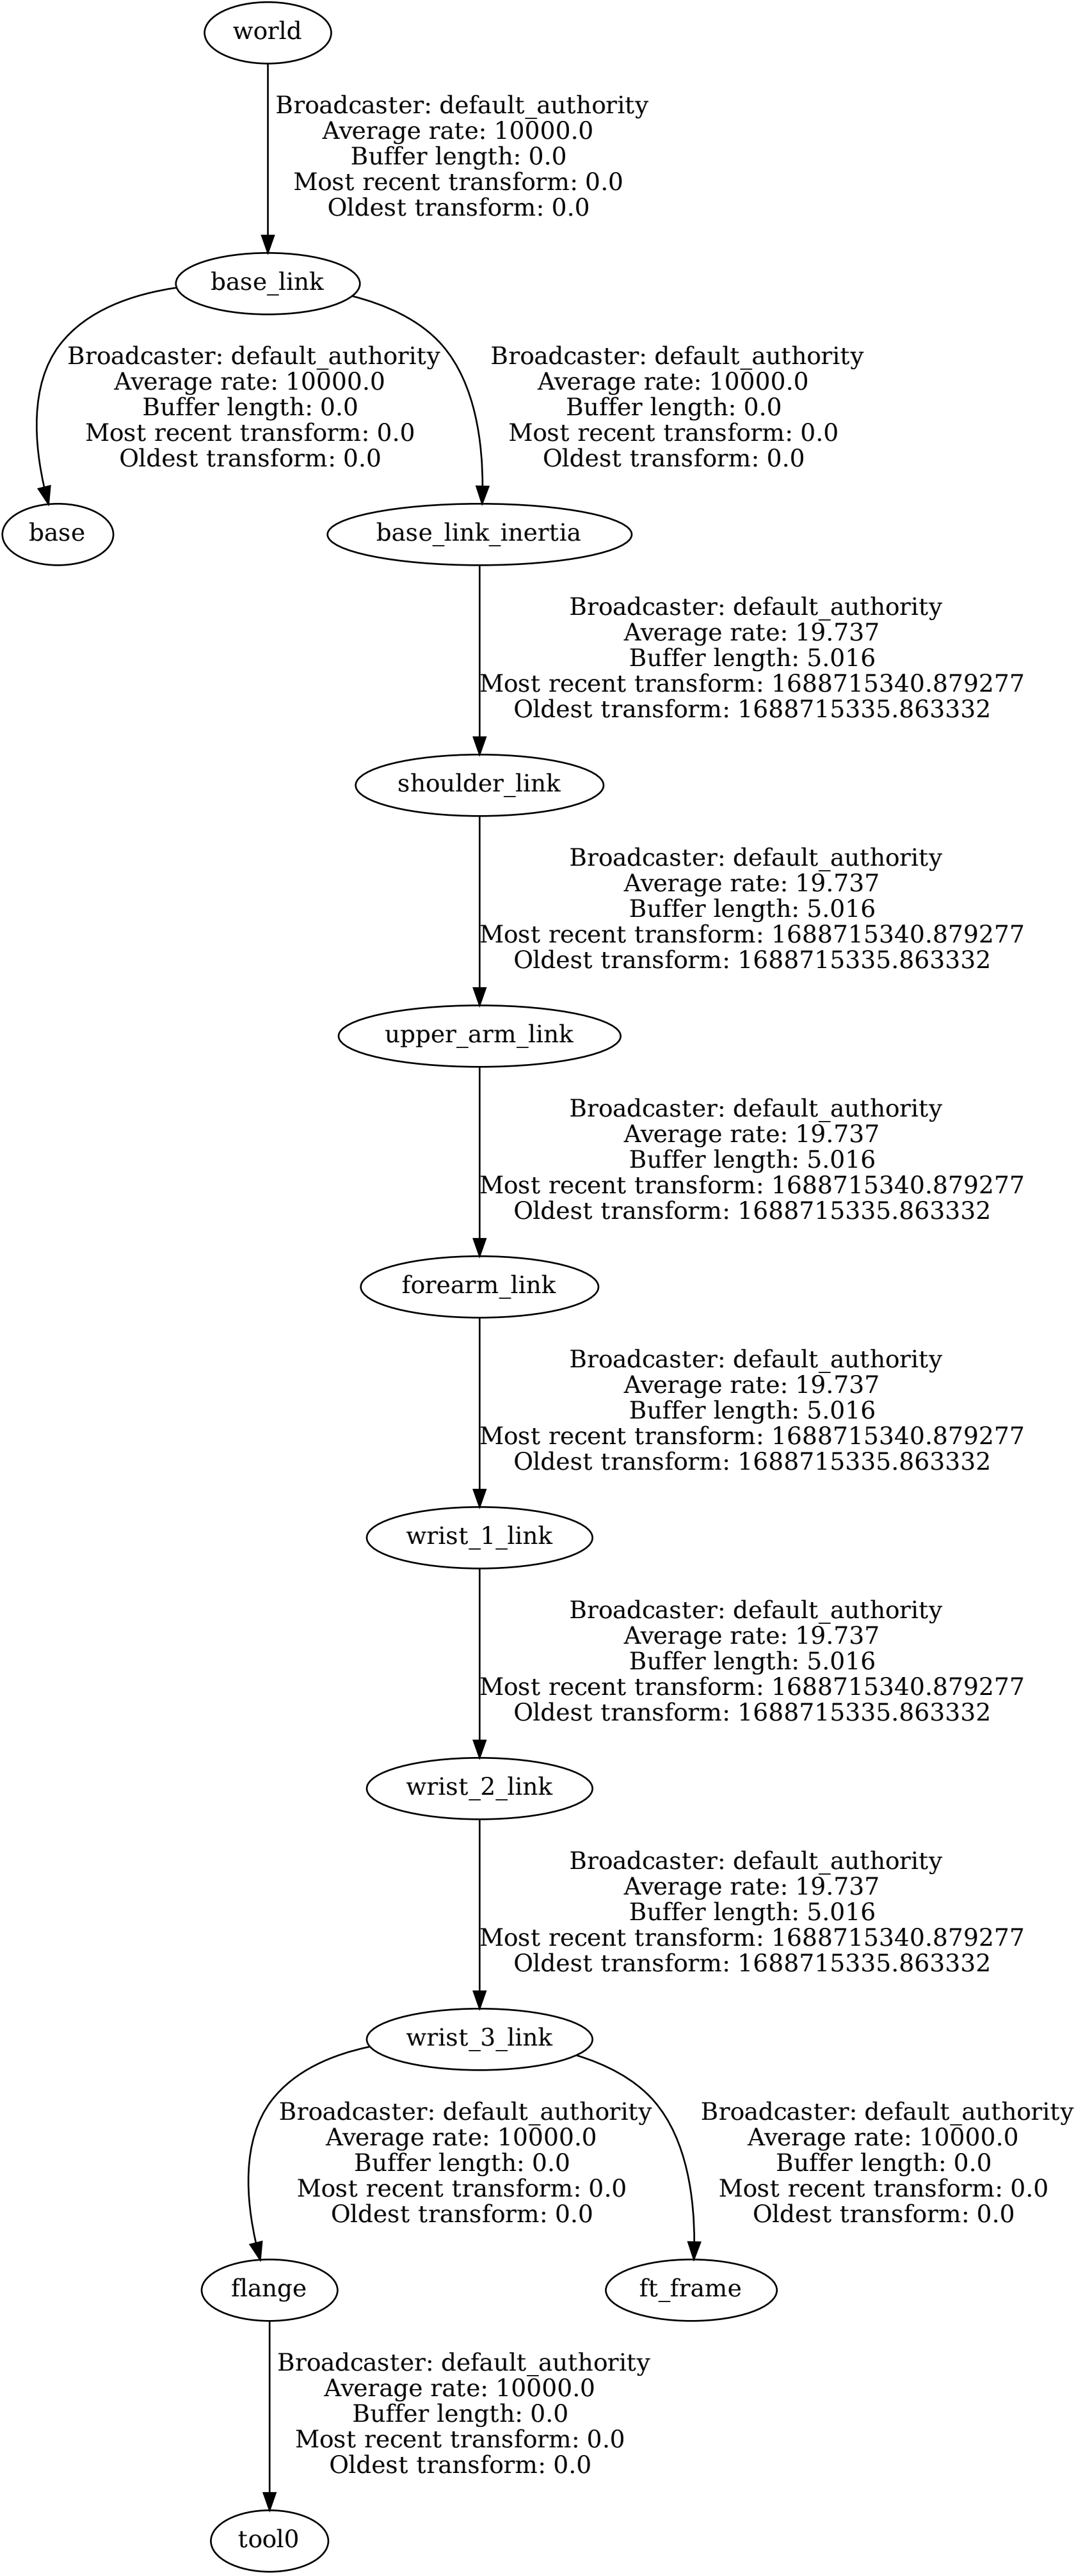 world
Broadcaster: default_authority
Average rate: 10000.0
Buffer length: 0.0
Most recent transform: 0.0
Oldest transform: 0.0
base_link
Broadcaster: default_authority
Average rate: 10000.0
Buffer length: 0.0
Most recent transform: 0.0
Oldest transform: 0.0
Broadcaster: default_authority
Average rate: 10000.0
Buffer length: 0.0
Most recent transform: 0.0
Oldest transform: 0.0
base
base_link_inertia
Broadcaster: default_authority
Average rate: 19.737
Buffer length: 5.016
Most recent transform: 1688715340.879277
Oldest transform: 1688715335.863332
shoulder_link
Broadcaster: default_authority
Average rate: 19.737
Buffer length: 5.016
Most recent transform: 1688715340.879277
Oldest transform: 1688715335.863332
upper_arm_link
Broadcaster: default_authority
Average rate: 19.737
Buffer length: 5.016
Most recent transform: 1688715340.879277
Oldest transform: 1688715335.863332
forearm_link
Broadcaster: default_authority
Average rate: 19.737
Buffer length: 5.016
Most recent transform: 1688715340.879277
Oldest transform: 1688715335.863332
wrist_1_link
Broadcaster: default_authority
Average rate: 19.737
Buffer length: 5.016
Most recent transform: 1688715340.879277
Oldest transform: 1688715335.863332
wrist_2_link
Broadcaster: default_authority
Average rate: 19.737
Buffer length: 5.016
Most recent transform: 1688715340.879277
Oldest transform: 1688715335.863332
wrist_3_link
Broadcaster: default_authority
Average rate: 10000.0
Buffer length: 0.0
Most recent transform: 0.0
Oldest transform: 0.0
Broadcaster: default_authority
Average rate: 10000.0
Buffer length: 0.0
Most recent transform: 0.0
Oldest transform: 0.0
flange
ft_frame
Broadcaster: default_authority
Average rate: 10000.0
Buffer length: 0.0
Most recent transform: 0.0
Oldest transform: 0.0
tool0